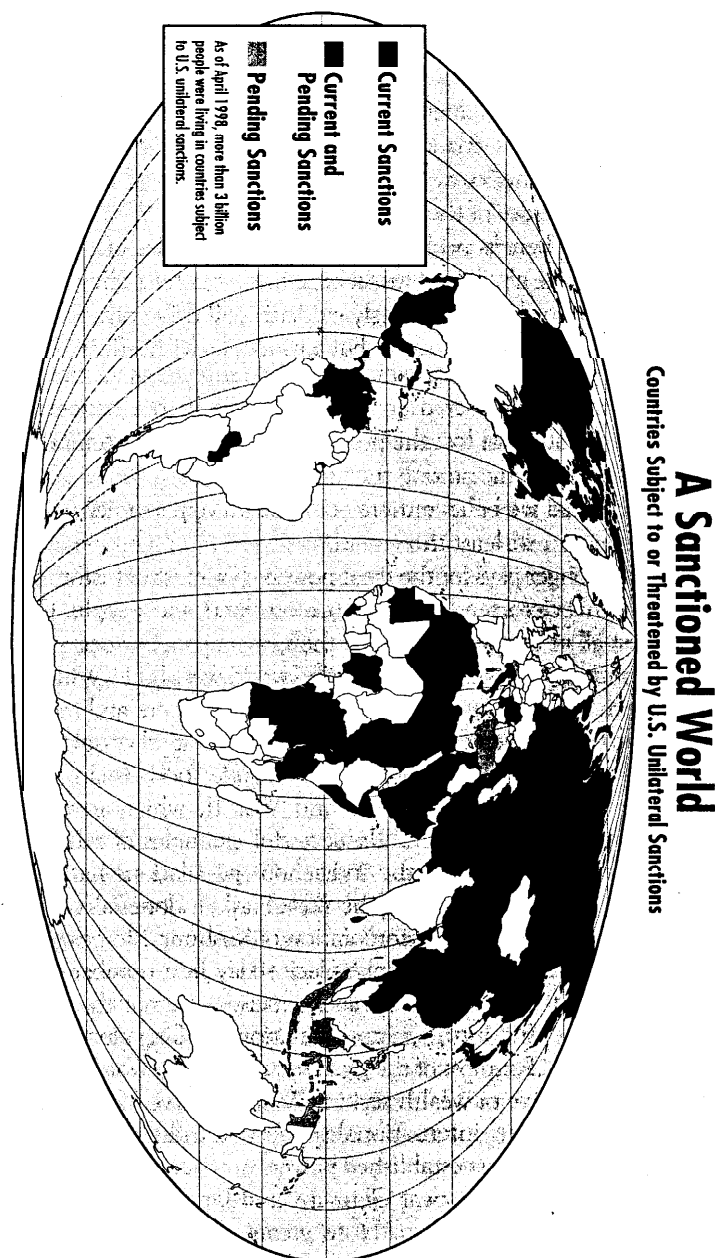 A Sanctioned World
Countries Subject to or Threatened by U.S. Unilateral Sanctions
Current Sanctions
Current and
Pending Sanctions
Pending Sanctions
As of April 1998, more than 3 billion
people were living in countries subject
to U.S. unilateral sanctions.